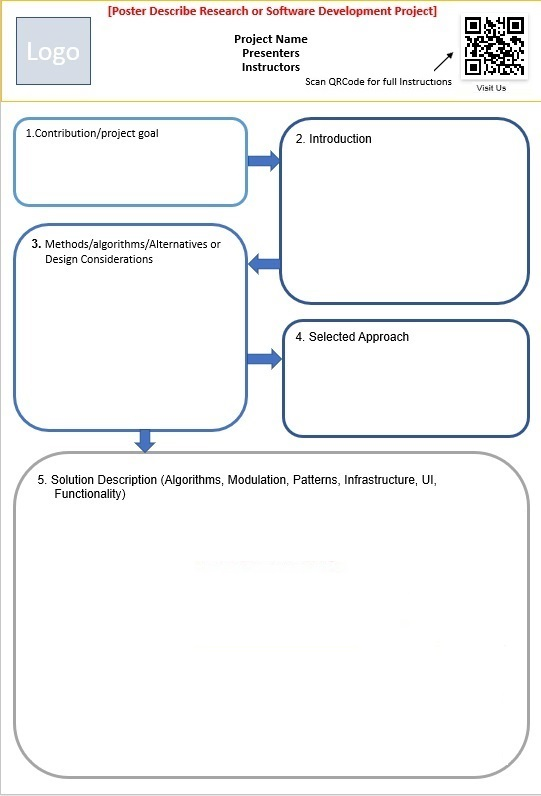 [Poster Describe Research or Software Development Project]
Logo
Project Name
Presenters
Instructors
Scan QRCode for full Instructions
Visit Us
1.Contribution/project goal
2. Introduction
3. Methods/algorithms/Alternatives or
Design Considerations
4. Selected Approach
5. Solution Description (Algorithms, Modulation, Patterns, Infrastructure, UI,
Functionality)